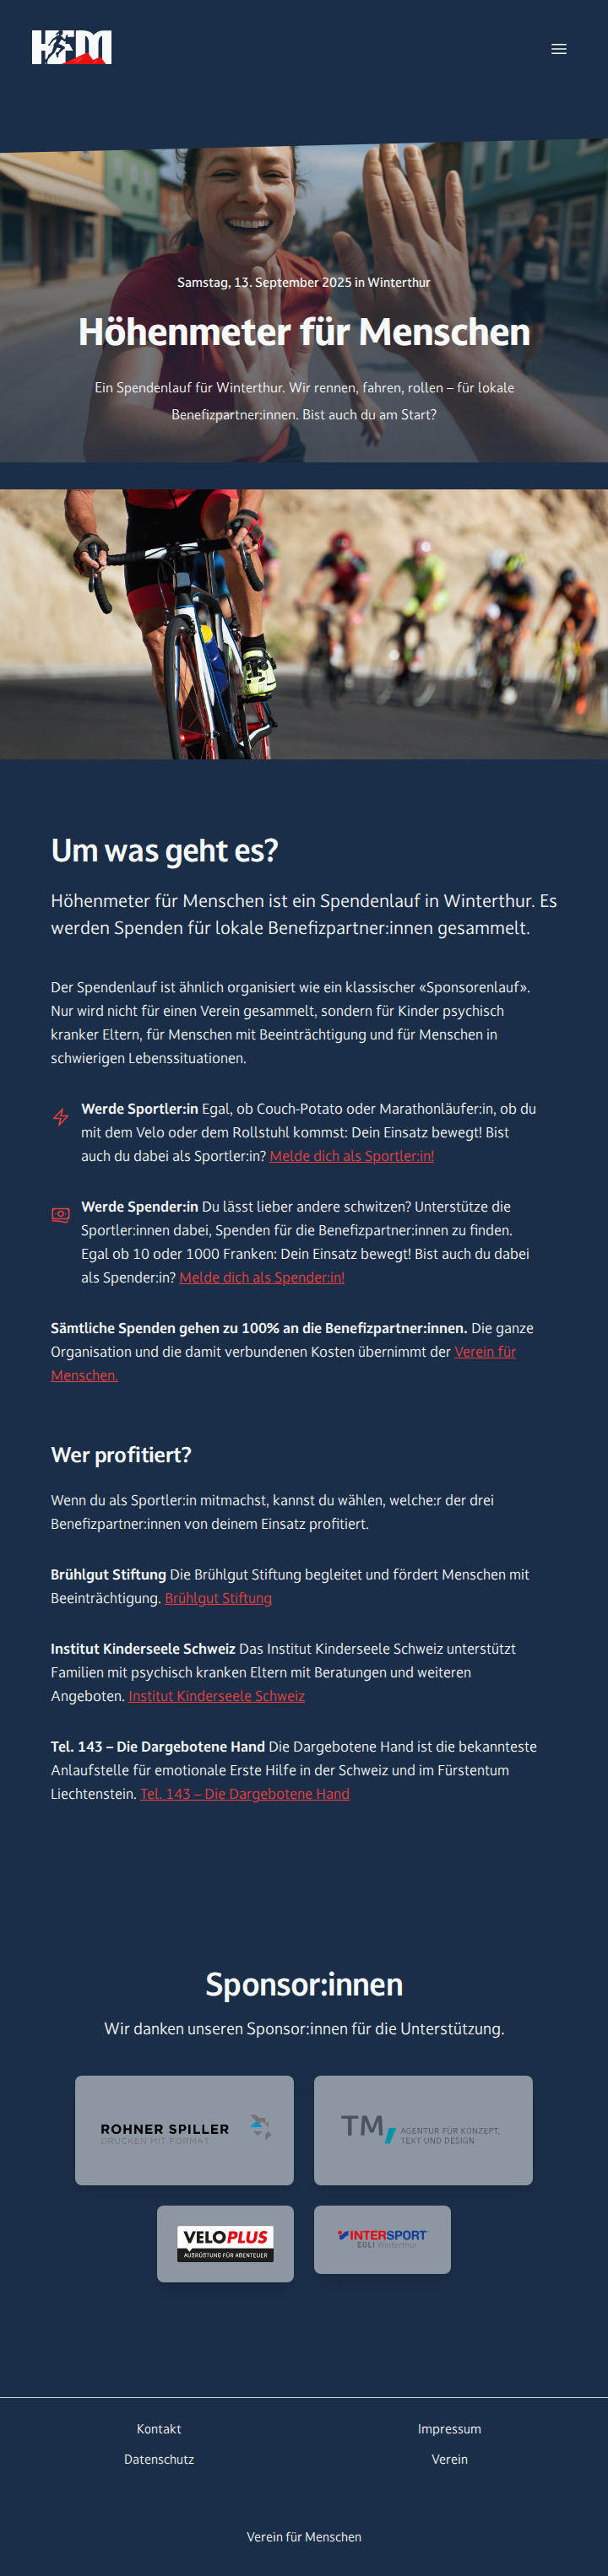 HFM
Samstag, 13. September 2025 in Winterthur
Höhenmeter für Menschen
Ein Spendenlauf für Winterthur. Wir rennen, fahren, rollen – für lokale
Benefizpartner:innen. Bist auch du am Start?
Um was geht es?
Höhenmeter für Menschen ist ein Spendenlauf in Winterthur. Es
werden Spenden für lokale Benefizpartner:innen gesammelt.
Der Spendenlauf ist ähnlich organisiert wie ein klassischer «Sponsorenlauf».
Nur wird nicht für einen Verein gesammelt, sondern für Kinder psychisch
kranker Eltern, für Menschen mit Beeinträchtigung und für Menschen in
schwierigen Lebenssituationen.
Werde Sportler:in Egal, ob Couch-Potato oder Marathonläufer:in, ob du
mit dem Velo oder dem Rollstuhl kommst: Dein Einsatz bewegt! Bist
auch du dabei als Sportler:in? Melde dich als Sportler:in!
Werde Spender:in Du lässt lieber andere schwitzen? Unterstütze die
Sportler:innen dabei, Spenden für die Benefizpartner:innen zu finden.
Egal ob 10 oder 1000 Franken: Dein Einsatz bewegt! Bist auch du dabei
als Spender:in? Melde dich als Spender:in!
Sämtliche Spenden gehen zu 100% an die Benefizpartner:innen. Die ganze
Organisation und die damit verbundenen Kosten übernimmt der Verein für
Menschen.
Wer profitiert?
Wenn du als Sportler:in mitmachst, kannst du wählen, welche:r der drei
Benefizpartner:innen von deinem Einsatz profitiert.
Brühlgut Stiftung Die Brühlgut Stiftung begleitet und fördert Menschen mit
Beeinträchtigung. Brühlgut Stiftung
Institut Kinderseele Schweiz Das Institut Kinderseele Schweiz unterstützt
Familien mit psychisch kranken Eltern mit Beratungen und weiteren
Angeboten. Institut Kinderseele Schweiz
Tel. 143 – Die Dargebotene Hand Die Dargebotene Hand ist die bekannteste
Anlaufstelle für emotionale Erste Hilfe in der Schweiz und im Fürstentum
Liechtenstein. Tel. 143 – Die Dargebotene Hand
Sponsor:innen
Wir danken unseren Sponsor:innen für die Unterstützung.
ROHNER SPILLER
DRUCKEN MIT FORMAT
TM
AGENTUR FÜR KONZEPT,
TEXT UND DESIGN
VELOPLUS
AUSRÜSTUNG FÜR ABENTEUER
INTERSPORT
EGLI Winterthur
Kontakt
Impressum
Datenschutz
Verein
Verein für Menschen